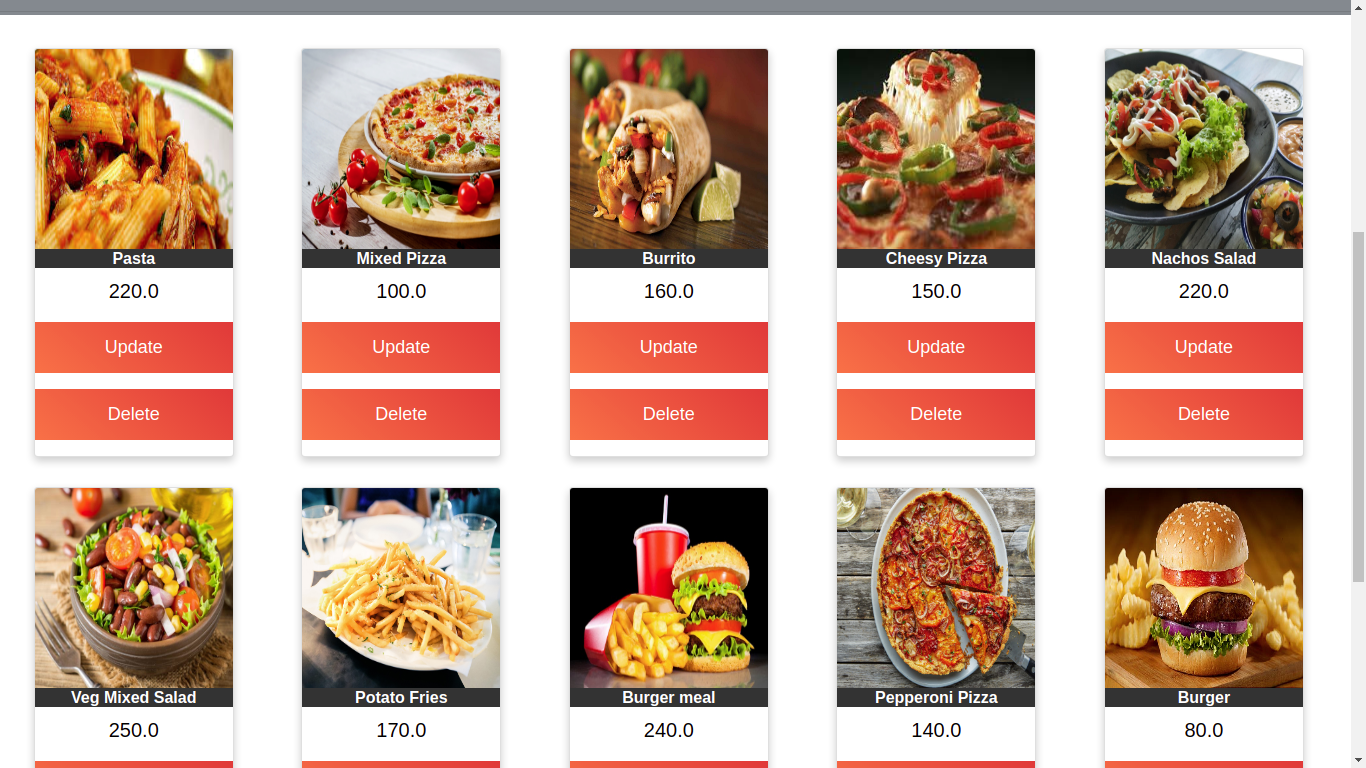 Pasta Mixed Pizza Burrito Cheesy Pizza Nachos Salad
220.0 100.0 160.0 150.0 220.0
Update Update Update Update Update
Delete Delete Delete Delete Delete
Veg Mixed Salad Potato Fries Burger meal Pepperoni Pizza Burger
250.0 170.0 240.0 140.0 80.0